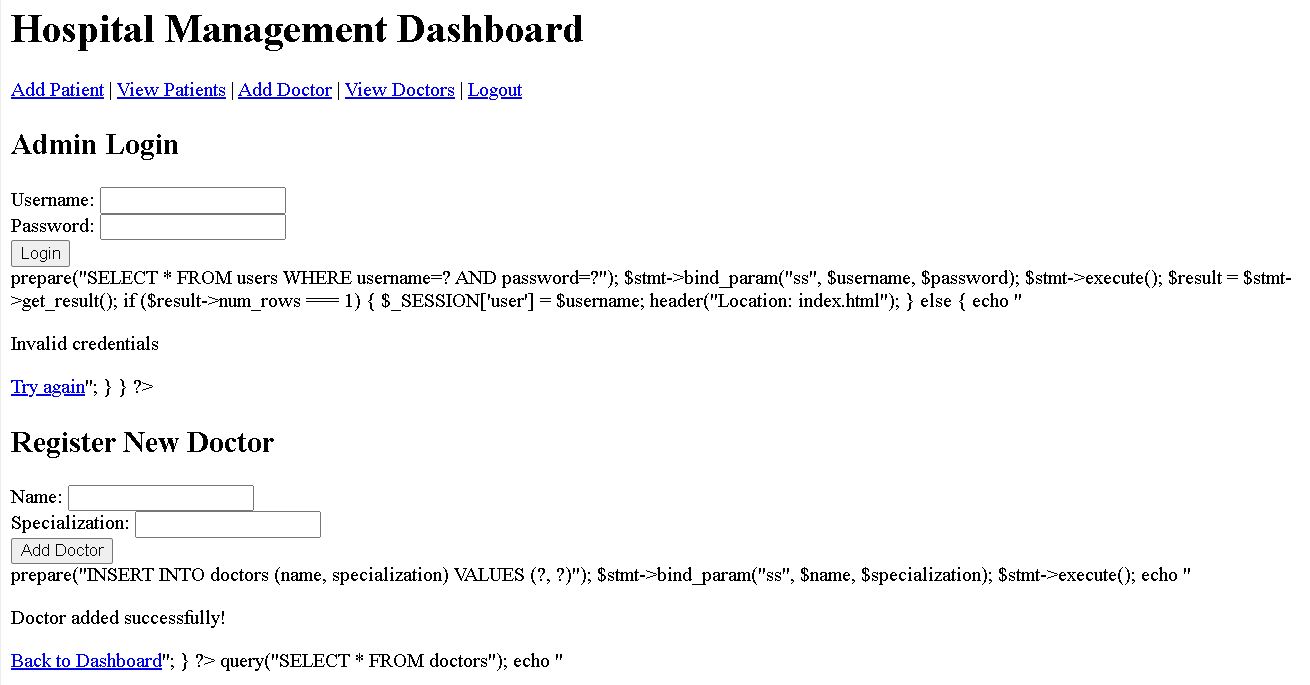 Hospital Management Dashboard
Add Patient | View Patients | Add Doctor | View Doctors | Logout
Admin Login
Username:
Password:
Login
prepare("SELECT * FROM users WHERE username=? AND password=?"); $stmt->bind_param("ss", $username, $password); $stmt->execute(); $result = $stmt-
>get_result(); if ($result->num_rows === 1) { $_SESSION['user'] = $username; header("Location: index.html"); } else { echo "
Invalid credentials
Try again"; } } ?>
Register New Doctor
Name:
Specialization:
Add Doctor
prepare("INSERT INTO doctors (name, specialization) VALUES (?, ?)"); $stmt->bind_param("ss", $name, $specialization); $stmt->execute(); echo "
Doctor added successfully!
Back to Dashboard"; } ?> query("SELECT * FROM doctors"); echo "